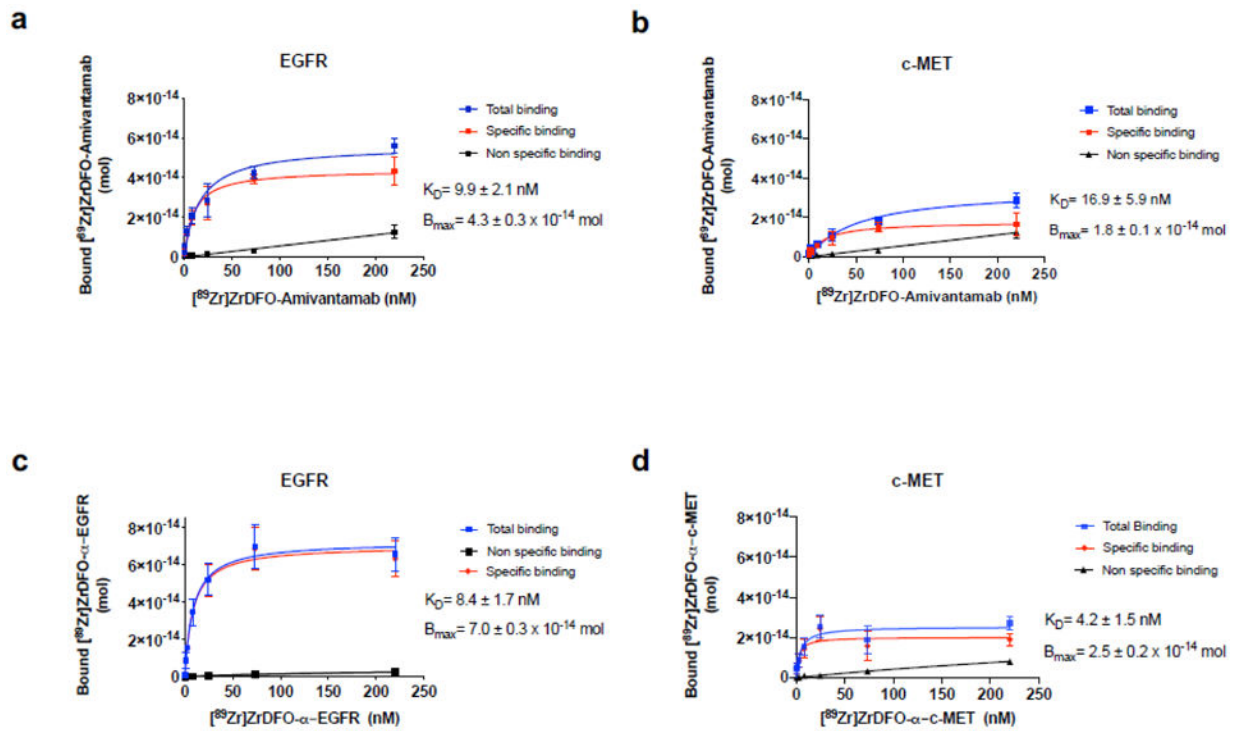 a
EGFR
Bound [⁸⁹Zr]ZrDFO-Amivantamab
(mol)
8×10⁻¹⁴
6×10⁻¹⁴
4×10⁻¹⁴
2×10⁻¹⁴
0
0 50 100 150 200 250
[⁸⁹Zr]ZrDFO-Amivantamab (nM)
Total binding
Specific binding
Non specific binding
K_D= 9.9 ± 2.1 nM
B_max= 4.3 ± 0.3 x 10⁻¹⁴ mol
b
c-MET
Bound [⁸⁹Zr]ZrDFO-Amivantamab
(mol)
8×10⁻¹⁴
6×10⁻¹⁴
4×10⁻¹⁴
2×10⁻¹⁴
0
0 50 100 150 200 250
[⁸⁹Zr]ZrDFO-Amivantamab (nM)
Total binding
Specific binding
Non specific binding
K_D= 16.9 ± 5.9 nM
B_max= 1.8 ± 0.1 x 10⁻¹⁴ mol
c
EGFR
Bound [⁸⁹Zr]ZrDFO-α–EGFR
(mol)
8×10⁻¹⁴
6×10⁻¹⁴
4×10⁻¹⁴
2×10⁻¹⁴
0
0 50 100 150 200 250
[⁸⁹Zr]ZrDFO-α–EGFR (nM)
Total binding
Non specific binding
Specific binding
K_D= 8.4 ± 1.7 nM
B_max= 7.0 ± 0.3 x 10⁻¹⁴ mol
d
c-MET
Bound [⁸⁹Zr]ZrDFO-α–c-MET
(mol)
8×10⁻¹⁴
6×10⁻¹⁴
4×10⁻¹⁴
2×10⁻¹⁴
0
0 50 100 150 200 250
[⁸⁹Zr]ZrDFO-α–c-MET (nM)
Total Binding
Specific binding
Non specific binding
K_D= 4.2 ± 1.5 nM
B_max= 2.5 ± 0.2 x 10⁻¹⁴ mol